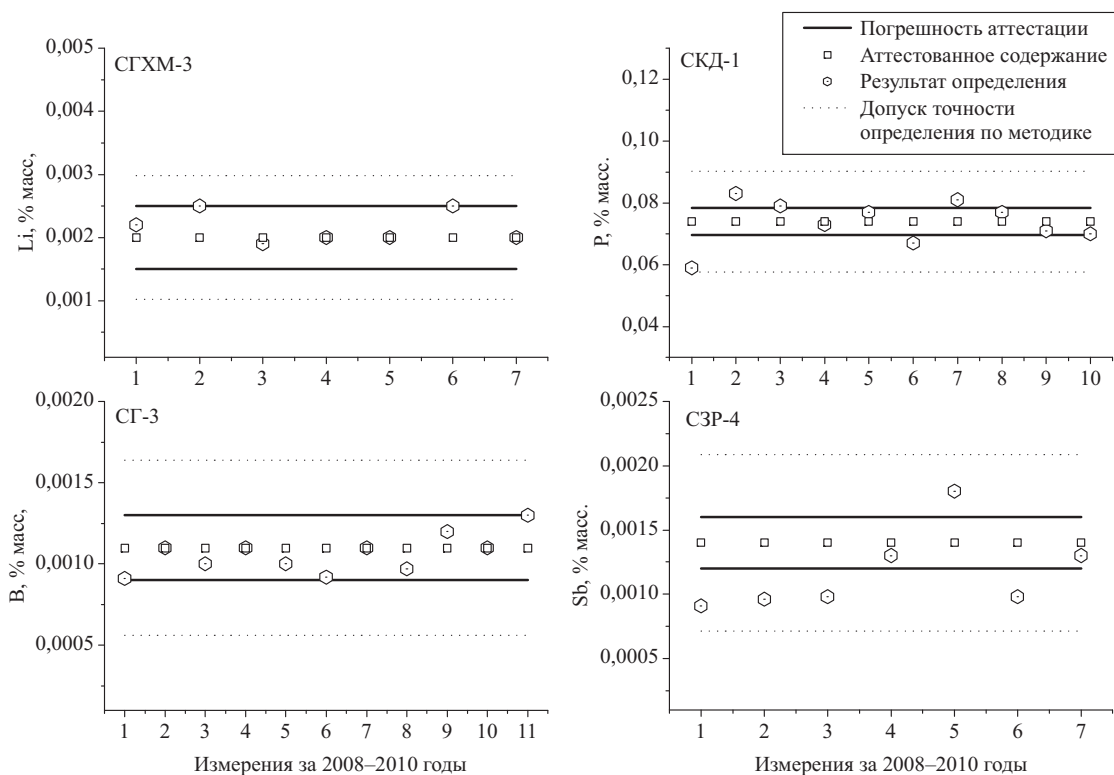 Погрешность аттестации
Аттестованное содержание
Результат определения
Допуск точности
определения по методике
СГХМ-3
Li, % масс,
0,005
0,004
0,003
0,002
0,001
1 2 3 4 5 6 7
СКД-1
P, % масс.
0,12
0,10
0,08
0,06
0,04
1 2 3 4 5 6 7 8 9 10
СГ-3
B, % масс,
0,0020
0,0015
0,0010
0,0005
1 2 3 4 5 6 7 8 9 10 11
Измерения за 2008–2010 годы
СЗР-4
Sb, % масс.
0,0025
0,0020
0,0015
0,0010
0,0005
1 2 3 4 5 6 7
Измерения за 2008–2010 годы